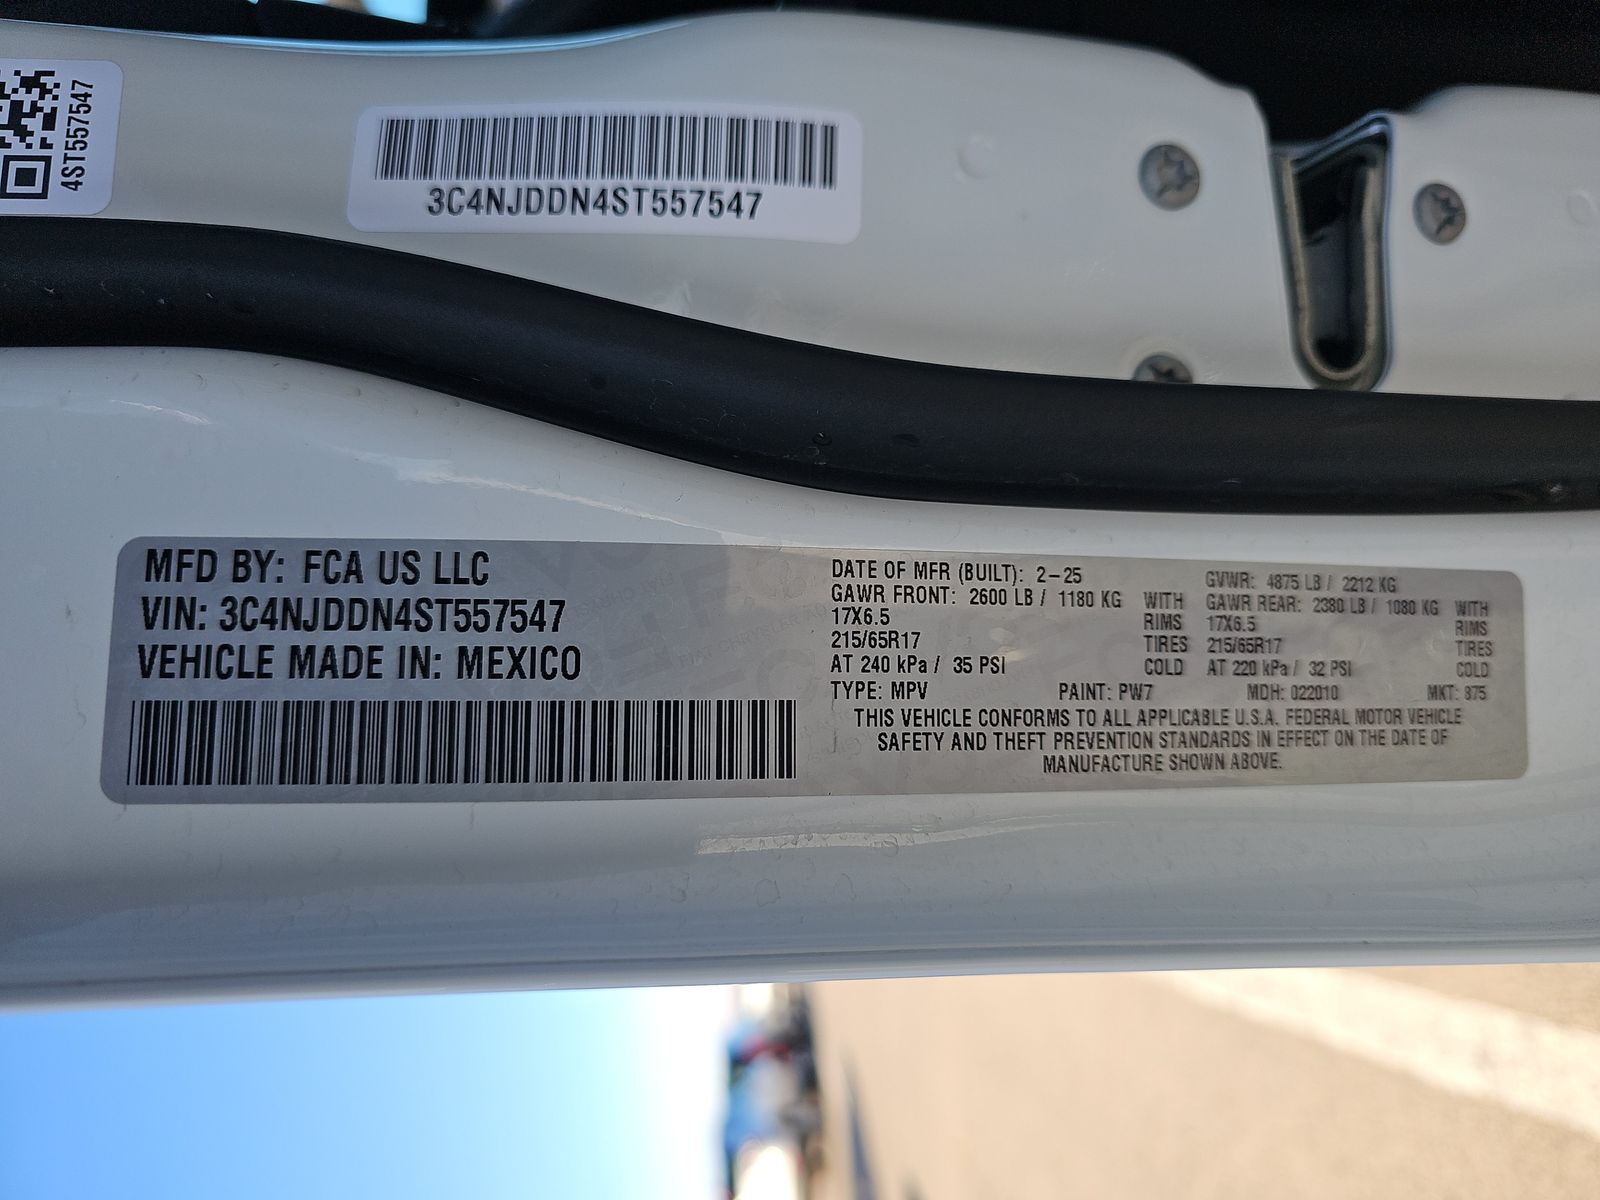 4ST557547
3C4NJDDN4ST557547
MFD BY: FCA US LLC
VIN: 3C4NJDDN4ST557547
VEHICLE MADE IN: MEXICO
DATE OF MFR (BUILT): 2-25
GAWR FRONT: 2600 LB / 1180 KG WITH
17X6.5 RIMS
215/65R17 TIRES
AT 240 kPa / 35 PSI COLD
GVWR: 4875 LB / 2212 KG
GAWR REAR: 2380 LB / 1080 KG WITH
17X6.5 RIMS
215/65R17 TIRES
AT 220 kPa / 32 PSI COLD
TYPE: MPV PAINT: PW7 MDH: 022010 MKT: 875
THIS VEHICLE CONFORMS TO ALL APPLICABLE U.S.A. FEDERAL MOTOR VEHICLE
SAFETY AND THEFT PREVENTION STANDARDS IN EFFECT ON THE DATE OF
MANUFACTURE SHOWN ABOVE.